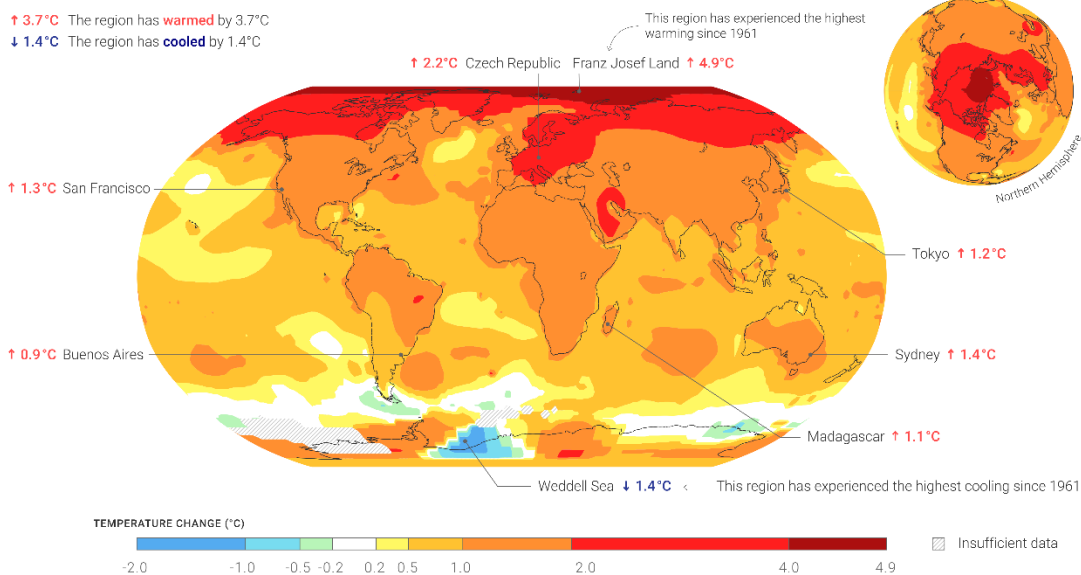 ↑ 3.7°C The region has warmed by 3.7°C
↓ 1.4°C The region has cooled by 1.4°C
This region has experienced the highest
warming since 1961
↑ 2.2°C Czech Republic
Franz Josef Land ↑ 4.9°C
Northern Hemisphere
↑ 1.3°C San Francisco
Tokyo ↑ 1.2°C
↑ 0.9°C Buenos Aires
Sydney ↑ 1.4°C
Madagascar ↑ 1.1°C
Weddell Sea ↓ 1.4°C ‹ This region has experienced the highest cooling since 1961
TEMPERATURE CHANGE (°C)
Insufficient data
-2.0 -1.0 -0.5 -0.2 0.2 0.5 1.0 2.0 4.0 4.9